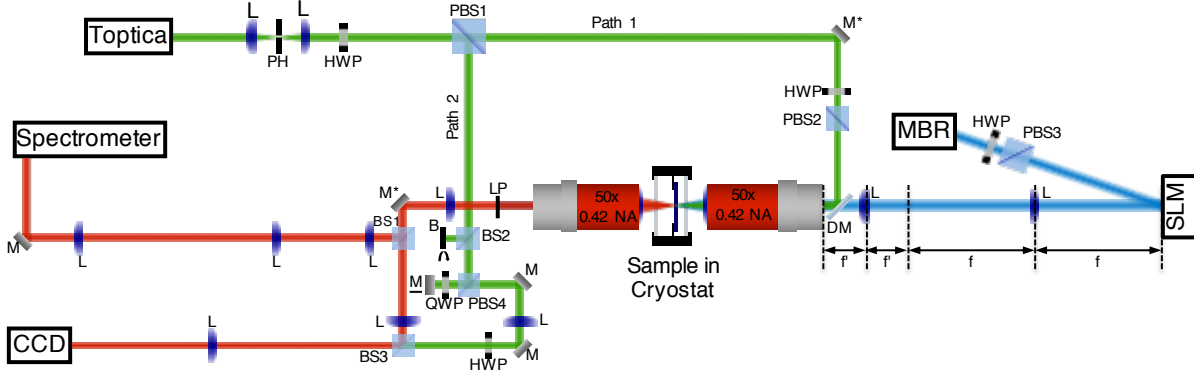 L L PBS1 Path 1 M*
Toptica
PH HWP
HWP
PBS2
Path 2
MBR HWP PBS3
Spectrometer
M* L LP
50x
0.42 NA
50x
0.42 NA
L L SLM
BS1 B BS2 DM
M
L L L
f' f' f f
Sample in
Cryostat
M M
QWP PBS4
L L L
CCD
BS3 HWP M